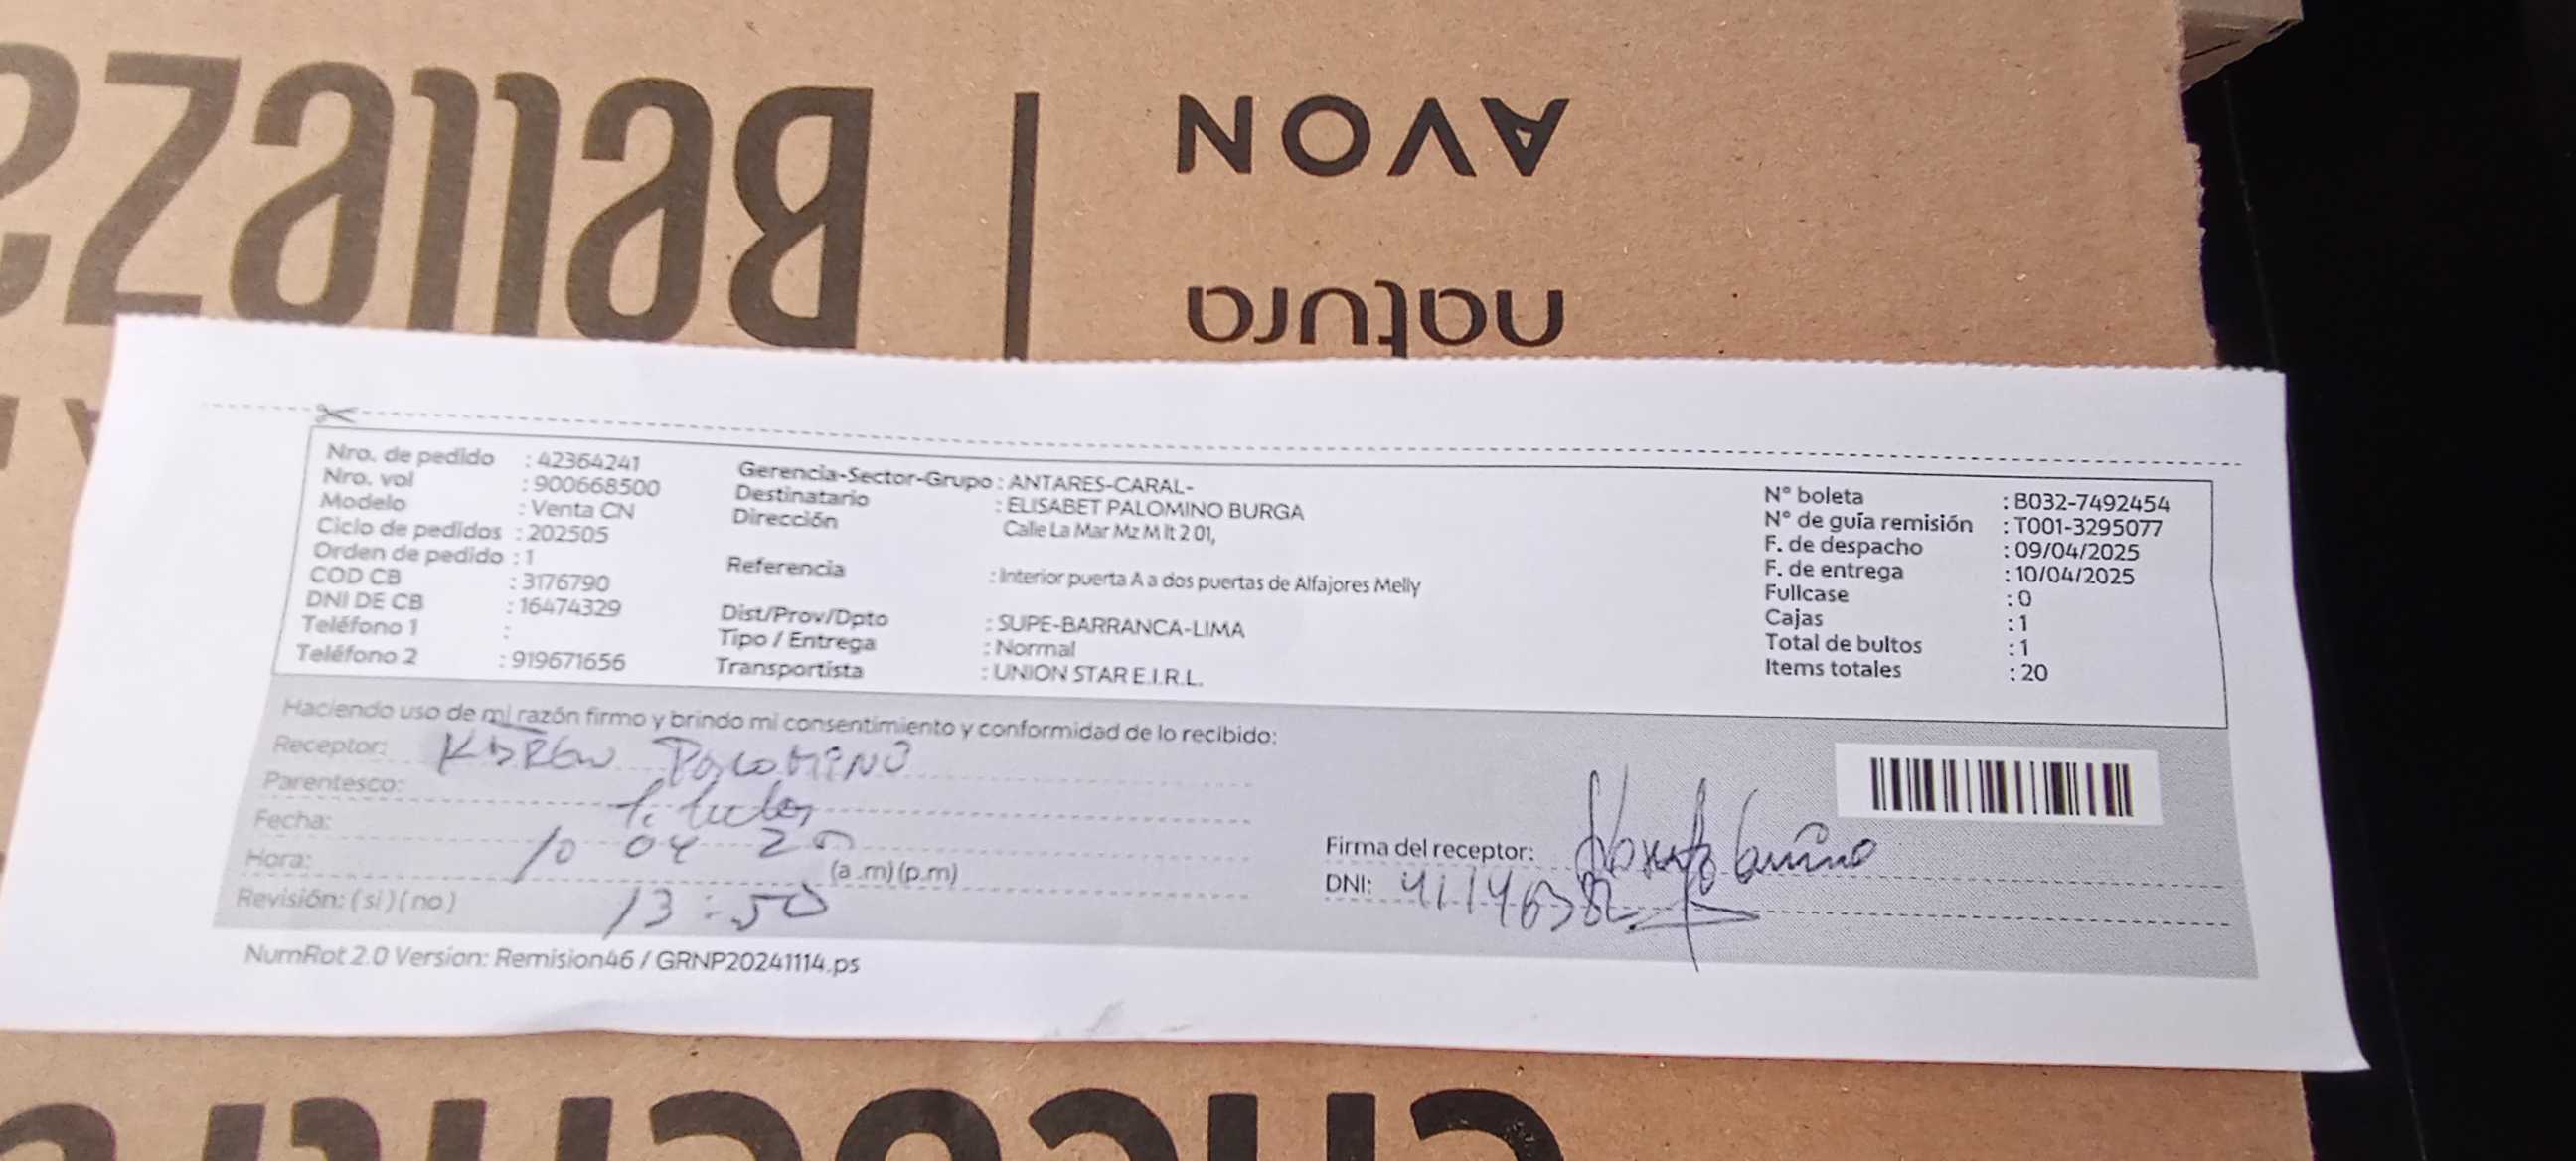 Belleza
AVON
natura
Nro. de pedido : 42364241
Nro. vol : 900668500
Modelo : Venta CN
Ciclo de pedidos : 202505
Orden de pedido : 1
COD CB : 3176790
DNI DE CB : 16474329
Teléfono 1 :
Teléfono 2 : 919671656
Gerencia-Sector-Grupo : ANTARES-CARAL-
Destinatario : ELISABET PALOMINO BURGA
Dirección Calle La Mar Mz M lt 2 01,
Referencia : Interior puerta A a dos puertas de Alfajores Melly
Dist/Prov/Dpto : SUPE-BARRANCA-LIMA
Tipo / Entrega : Normal
Transportista : UNION STAR E.I.R.L.
N° boleta : B032-7492454
N° de guia remisión : T001-3295077
F. de despacho : 09/04/2025
F. de entrega : 10/04/2025
Fullcase : 0
Cajas : 1
Total de bultos : 1
Items totales : 20
Haciendo uso de mi razón firmo y brindo mi consentimiento y conformidad de lo recibido:
Receptor: KAREN PALOMINO
Parentesco: Titular
Fecha: 10 04 25
Hora: 13:50 (a.m) (p.m)
Revisión: (si) (no)
Firma del receptor:
DNI: 41146382
NumRot 2.0 Version: Remision46 / GRNP20241114.ps